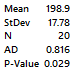 Mean 198.9
StDev 17.78
N 20
AD 0.816
P-Value 0.029